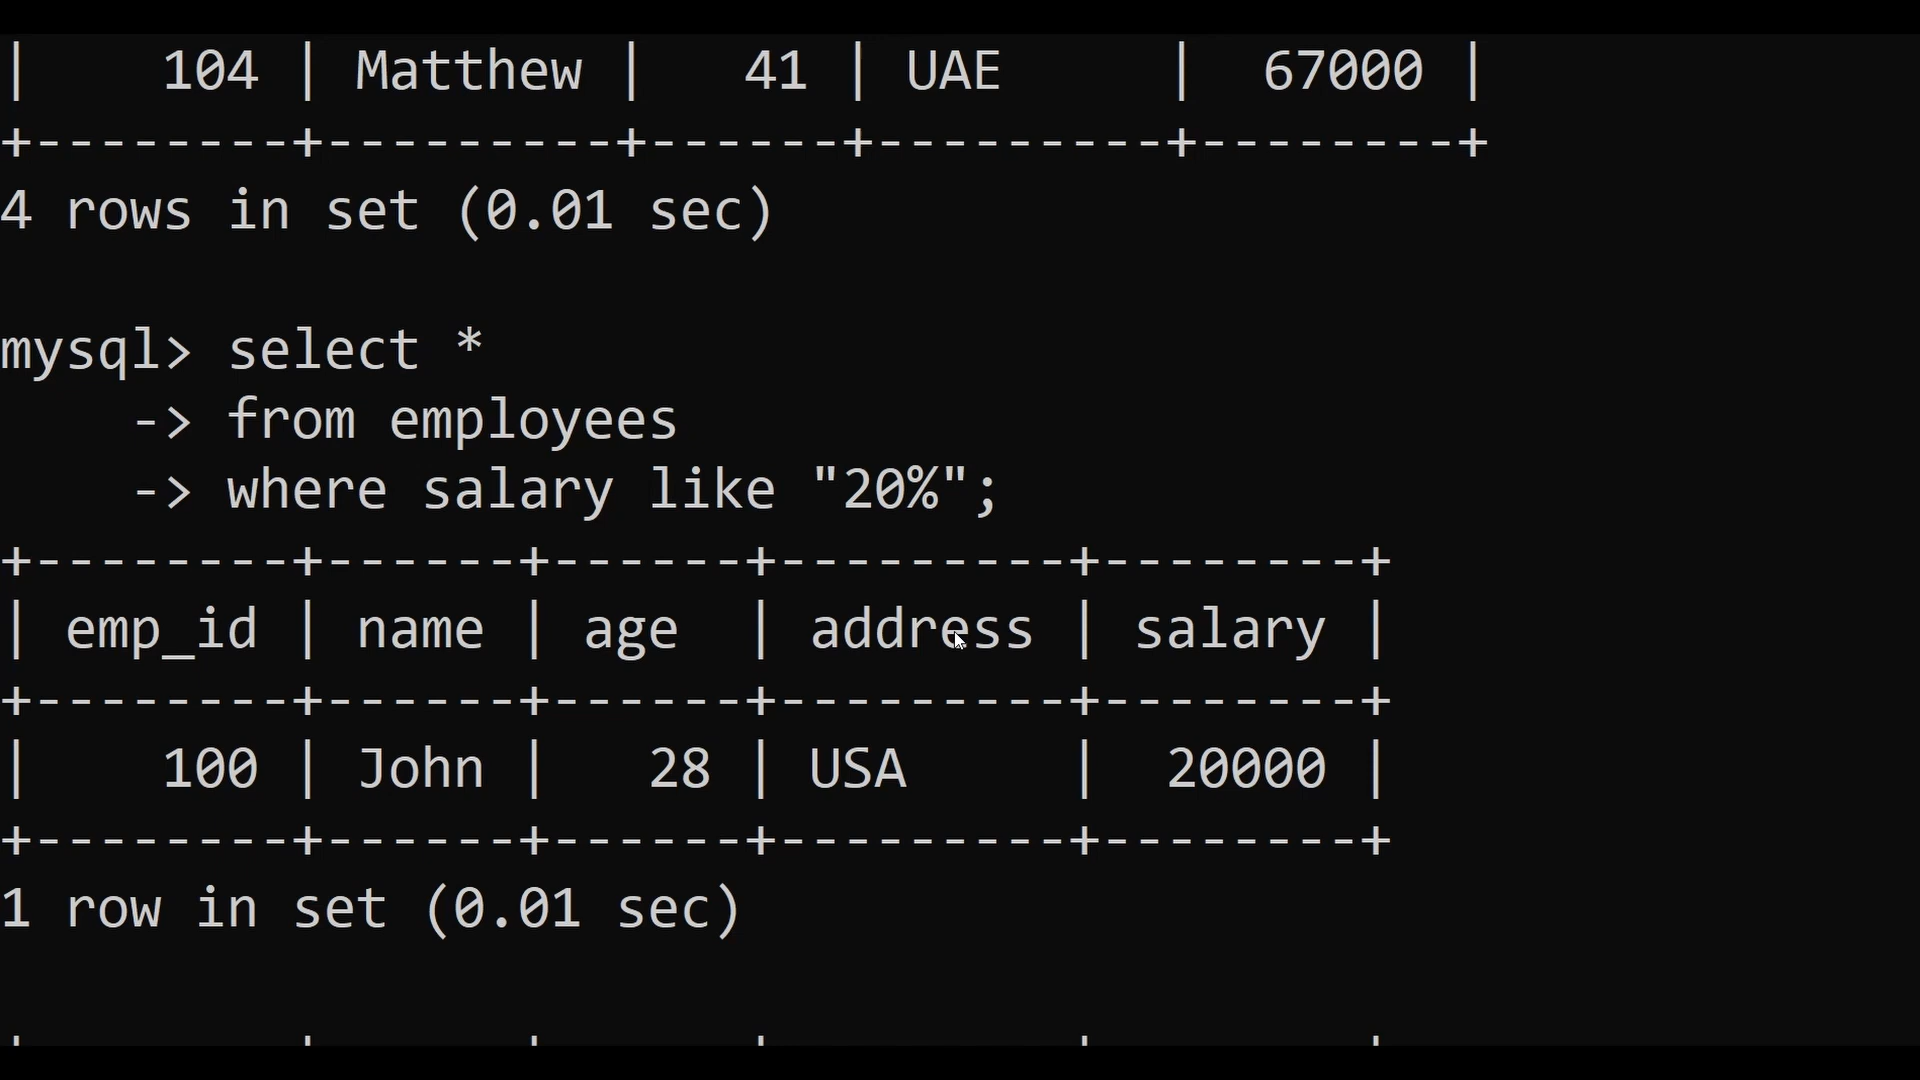 |    104 | Matthew |   41 | UAE     |  67000 |
+--------+---------+------+---------+--------+
4 rows in set (0.01 sec)
mysql> select *
    -> from employees
    -> where salary like "20%";
+--------+------+------+---------+--------+
| emp_id | name | age  | address | salary |
+--------+------+------+---------+--------+
|    100 | John |   28 | USA     |  20000 |
+--------+------+------+---------+--------+
1 row in set (0.01 sec)